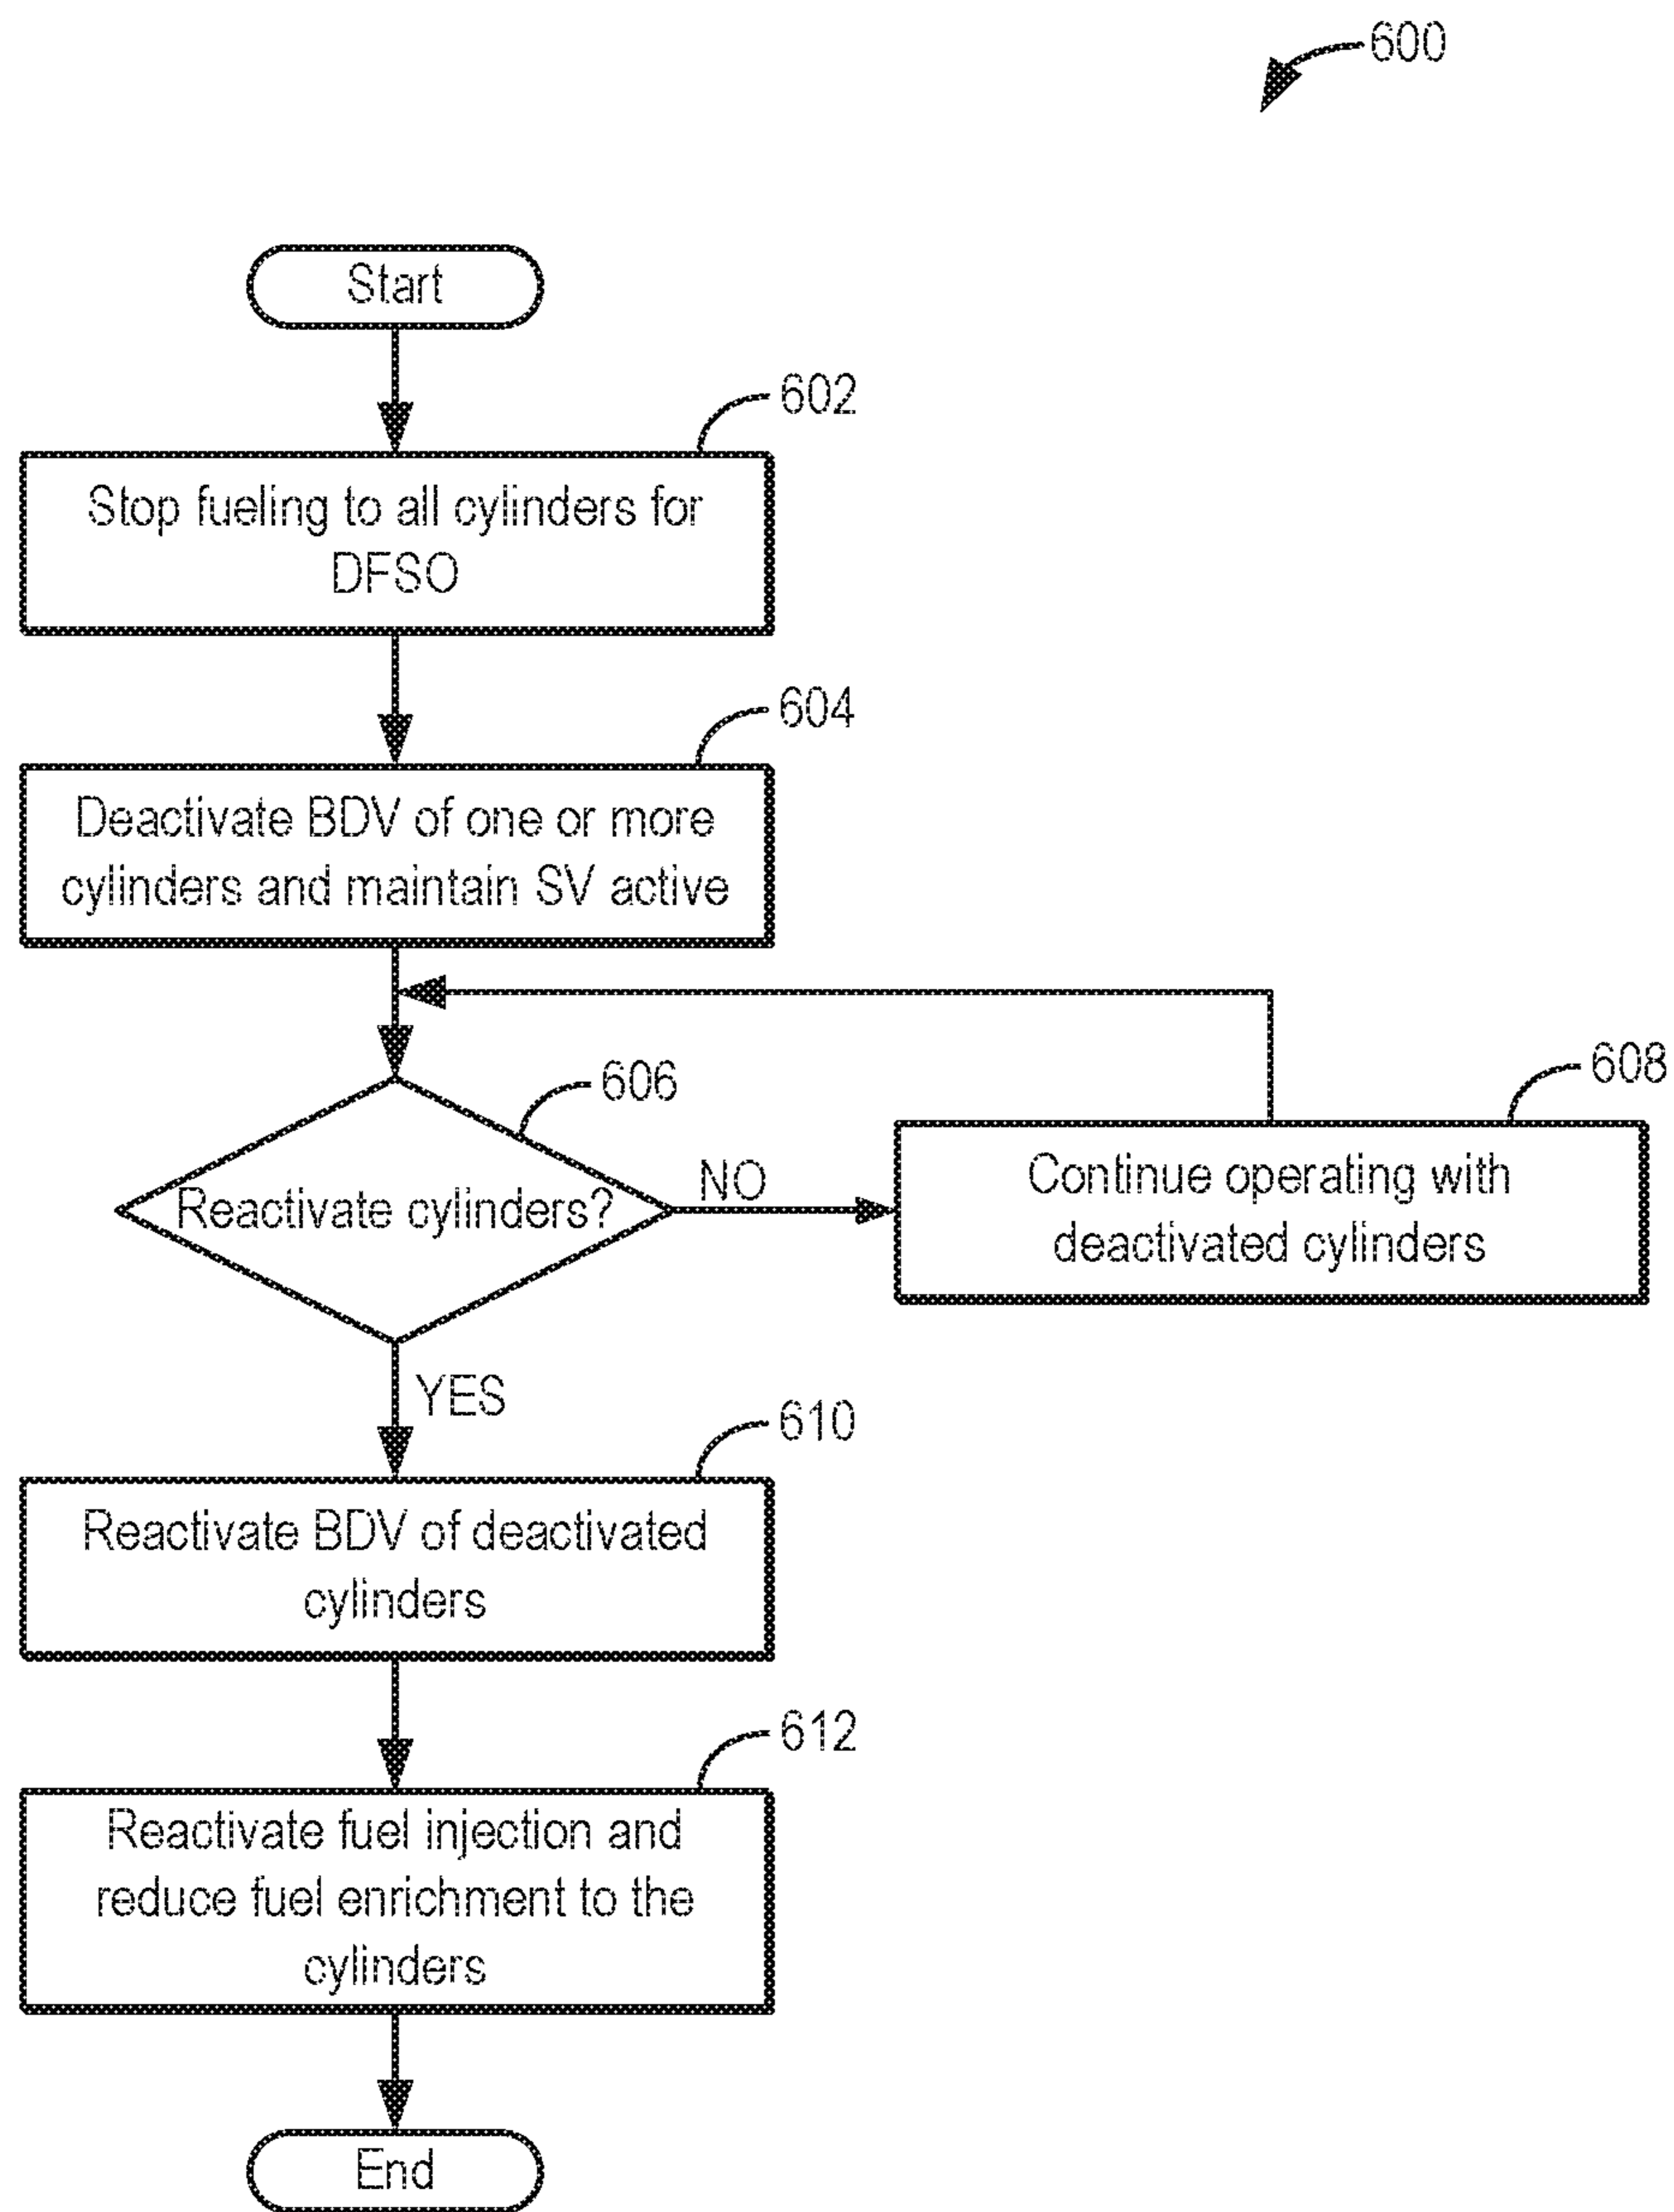 600
Start
602
Stop fueling to all cylinders for
DFSO
604
Deactivate BDV of one or more
cylinders and maintain SV active
606
Reactivate cylinders?
NO
608
Continue operating with
deactivated cylinders
YES
610
Reactivate BDV of deactivated
cylinders
612
Reactivate fuel injection and
reduce fuel enrichment to the
cylinders
End